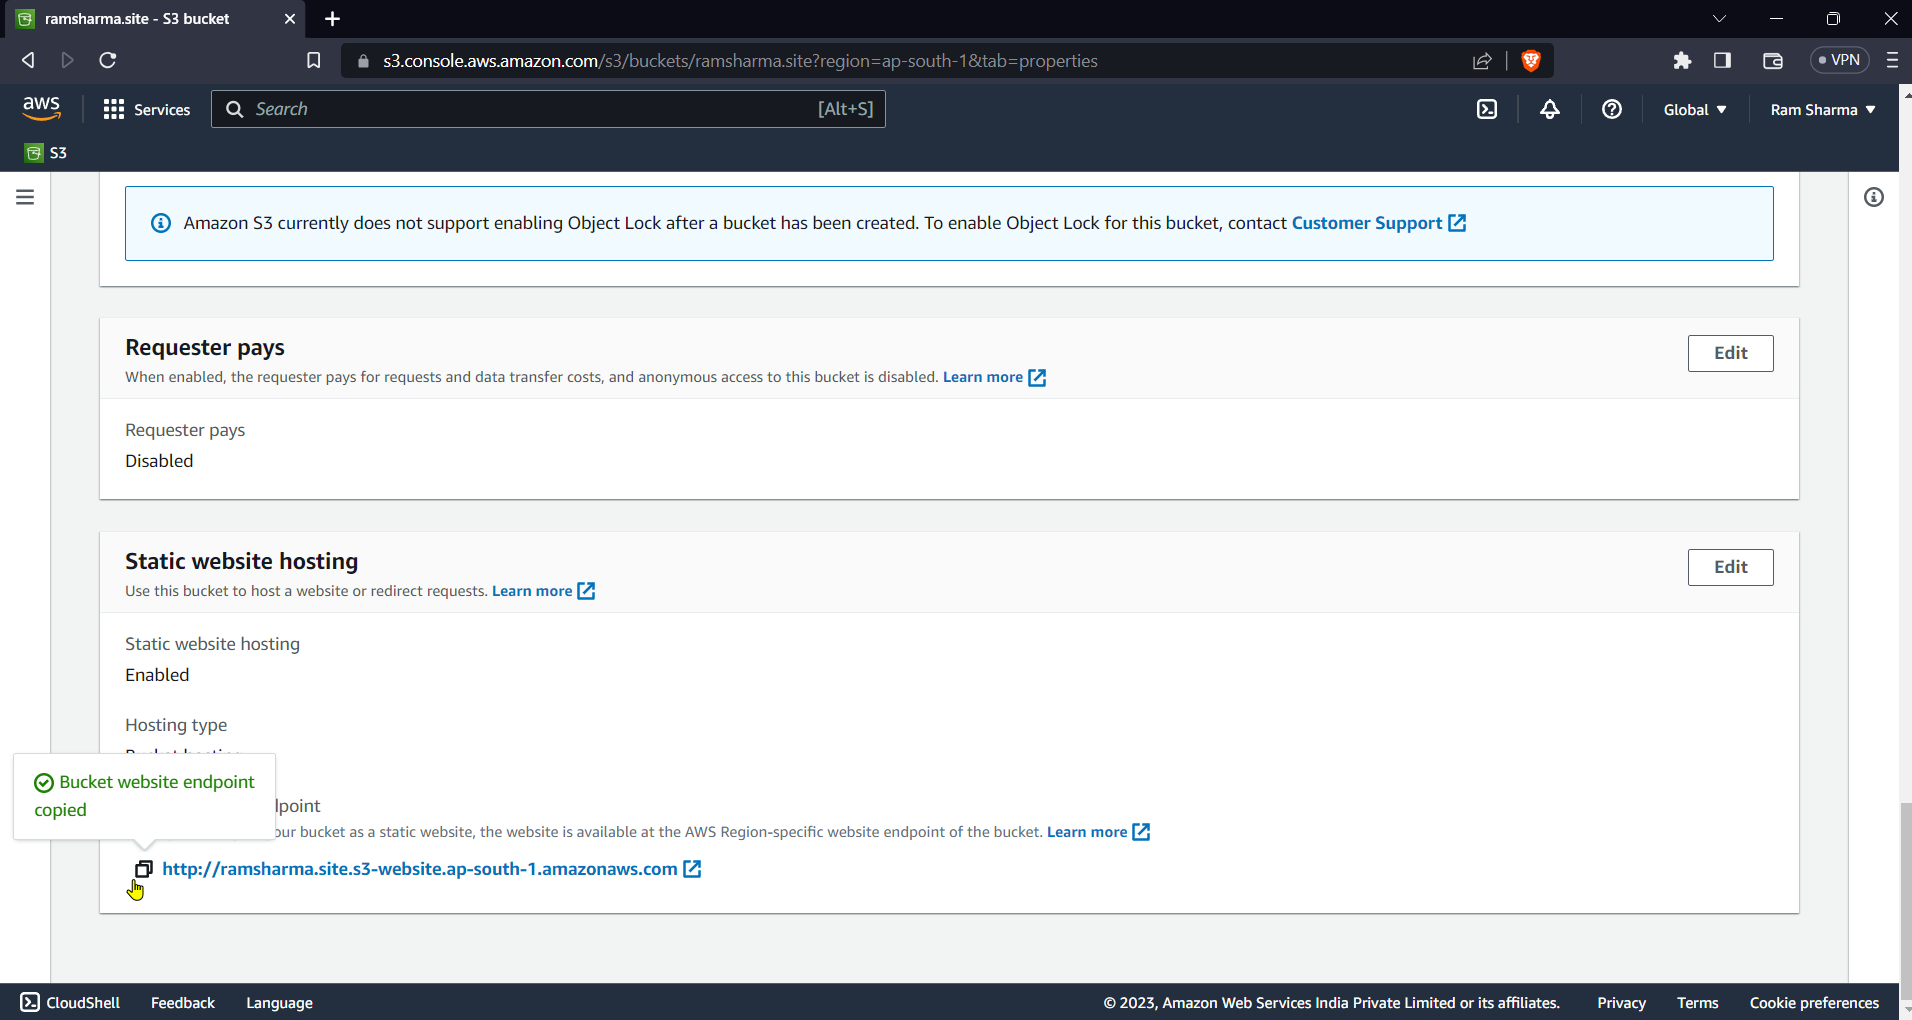 ramsharma.site - S3 bucket
s3.console.aws.amazon.com/s3/buckets/ramsharma.site?region=ap-south-1&tab=properties
VPN
aws
Services
Search
[Alt+S]
Global
Ram Sharma
S3
Amazon S3 currently does not support enabling Object Lock after a bucket has been created. To enable Object Lock for this bucket, contact Customer Support
Requester pays
Edit
When enabled, the requester pays for requests and data transfer costs, and anonymous access to this bucket is disabled. Learn more
Requester pays
Disabled
Static website hosting
Edit
Use this bucket to host a website or redirect requests. Learn more
Static website hosting
Enabled
Hosting type
Bucket website endpoint
copied
our bucket as a static website, the website is available at the AWS Region-specific website endpoint of the bucket. Learn more
http://ramsharma.site.s3-website.ap-south-1.amazonaws.com
CloudShell
Feedback
Language
© 2023, Amazon Web Services India Private Limited or its affiliates.
Privacy
Terms
Cookie preferences